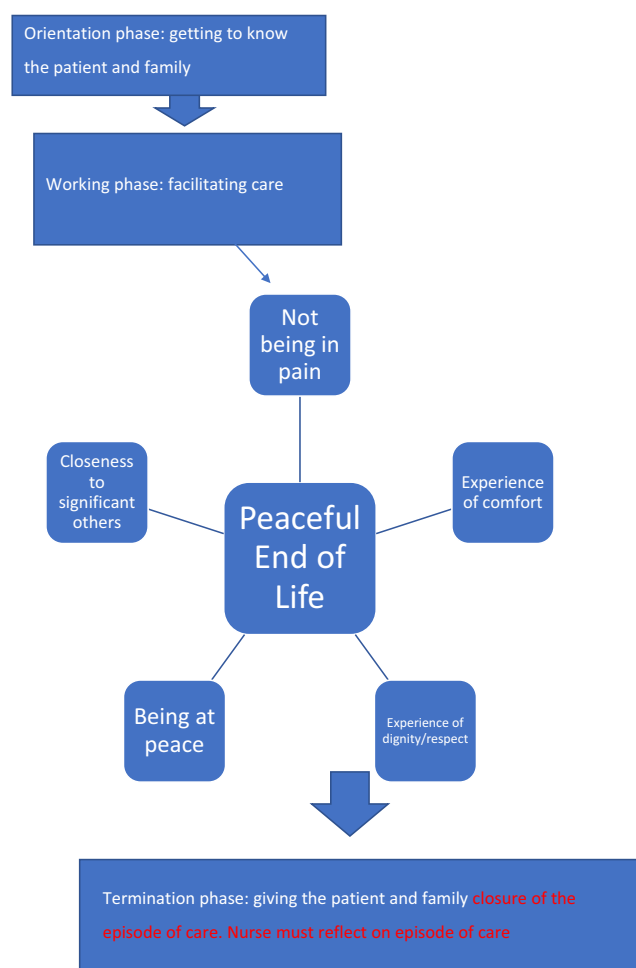 Orientation phase: getting to know
the patient and family
Working phase: facilitating care
Not
being in
pain
Closeness
to
significant
others
Experience
of comfort
Peaceful
End of
Life
Being at
peace
Experience of
dignity/respect
Termination phase: giving the patient and family closure of the
episode of care. Nurse must reflect on episode of care